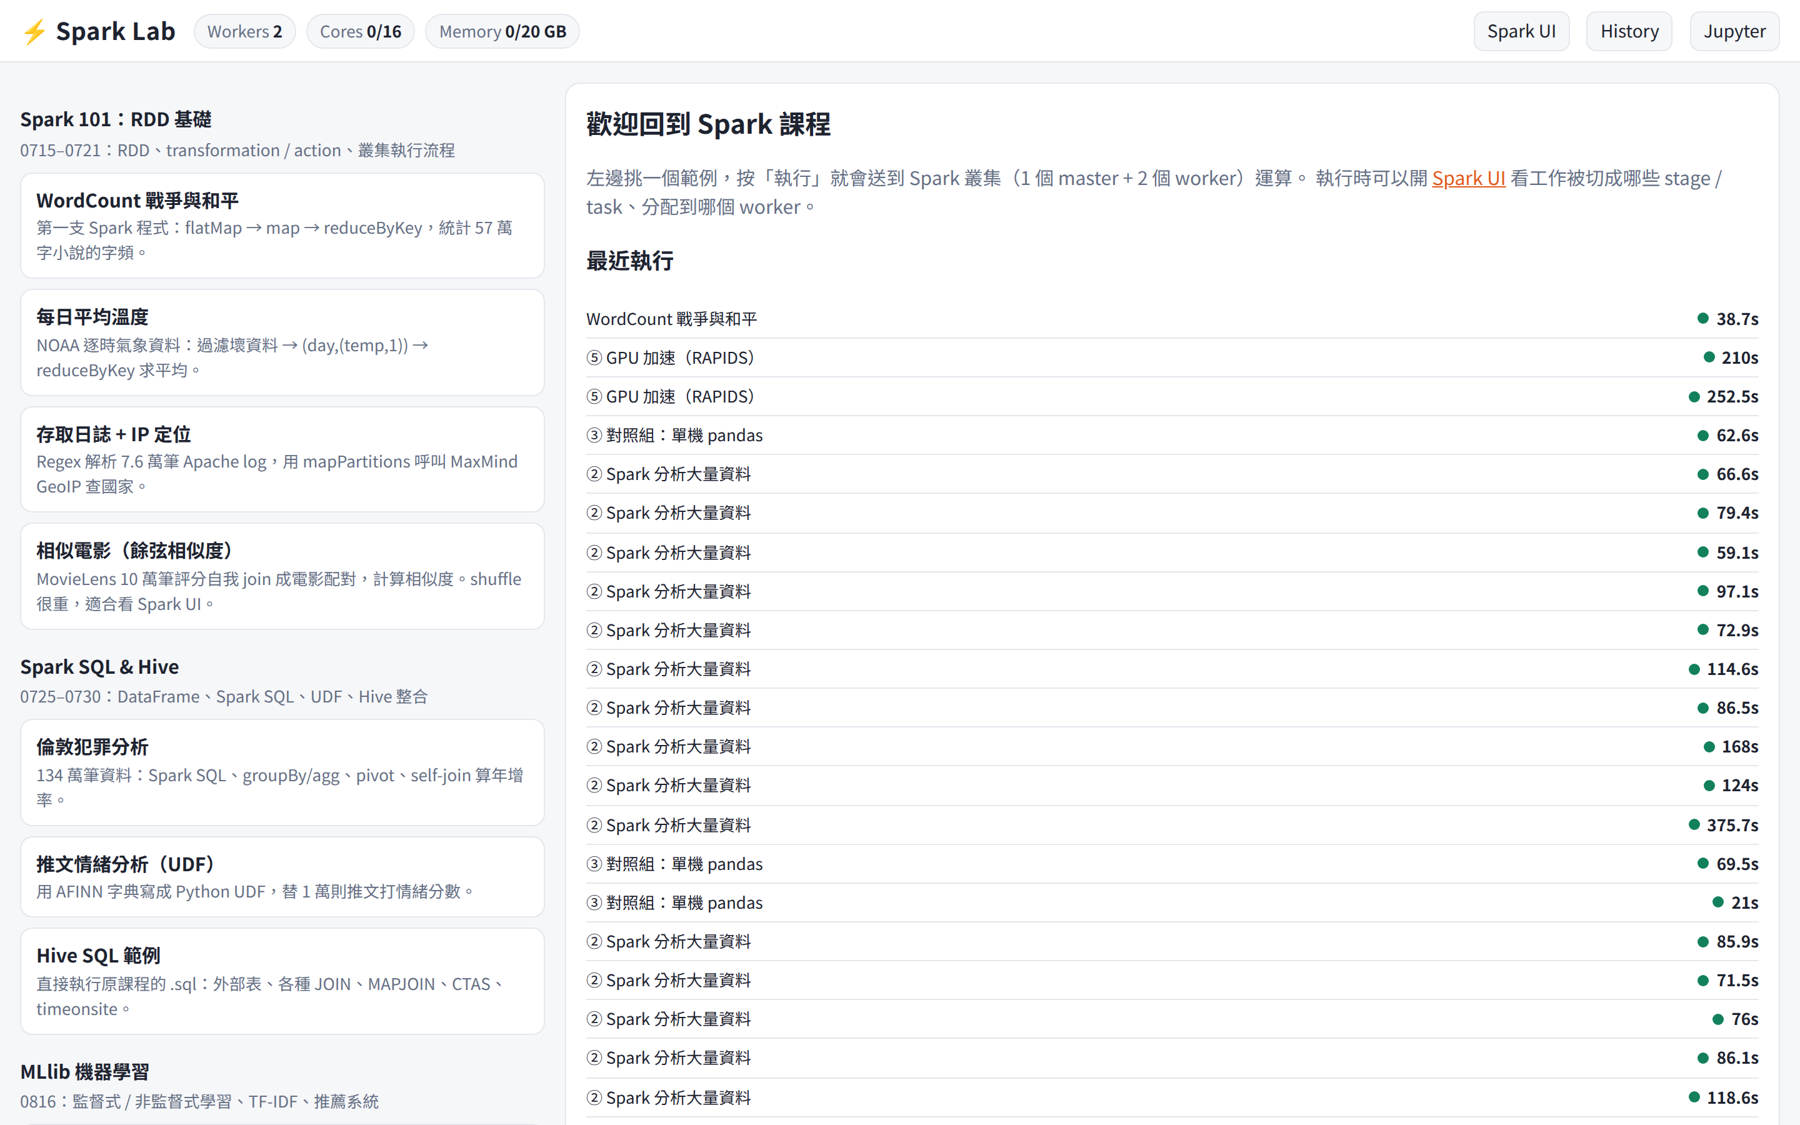 ⚡ Spark Lab
Workers 2
Cores 0/16
Memory 0/20 GB
Spark UI
History
Jupyter
Spark 101：RDD 基礎
0715–0721：RDD、transformation / action、叢集執行流程
WordCount 戰爭與和平
第一支 Spark 程式：flatMap → map → reduceByKey，統計 57 萬
字小說的字頻。
每日平均溫度
NOAA 逐時氣象資料：過濾壞資料 → (day,(temp,1)) →
reduceByKey 求平均。
存取日誌 + IP 定位
Regex 解析 7.6 萬筆 Apache log，用 mapPartitions 呼叫 MaxMind
GeoIP 查國家。
相似電影（餘弦相似度）
MovieLens 10 萬筆評分自我 join 成電影配對，計算相似度。shuffle
很重，適合看 Spark UI。
Spark SQL & Hive
0725–0730：DataFrame、Spark SQL、UDF、Hive 整合
倫敦犯罪分析
134 萬筆資料：Spark SQL、groupBy/agg、pivot、self-join 算年增
率。
推文情緒分析（UDF）
用 AFINN 字典寫成 Python UDF，替 1 萬則推文打情緒分數。
Hive SQL 範例
直接執行原課程的 .sql：外部表、各種 JOIN、MAPJOIN、CTAS、
timeonsite。
MLlib 機器學習
0816：監督式 / 非監督式學習、TF-IDF、推薦系統
歡迎回到 Spark 課程
左邊挑一個範例，按「執行」就會送到 Spark 叢集（1 個 master + 2 個 worker）運算。 執行時可以開 Spark UI 看工作被切成哪些 stage /
task、分配到哪個 worker。
最近執行
WordCount 戰爭與和平 38.7s
⑤ GPU 加速（RAPIDS） 210s
⑤ GPU 加速（RAPIDS） 252.5s
③ 對照組：單機 pandas 62.6s
② Spark 分析大量資料 66.6s
② Spark 分析大量資料 79.4s
② Spark 分析大量資料 59.1s
② Spark 分析大量資料 97.1s
② Spark 分析大量資料 72.9s
② Spark 分析大量資料 114.6s
② Spark 分析大量資料 86.5s
② Spark 分析大量資料 168s
② Spark 分析大量資料 124s
② Spark 分析大量資料 375.7s
③ 對照組：單機 pandas 69.5s
③ 對照組：單機 pandas 21s
② Spark 分析大量資料 85.9s
② Spark 分析大量資料 71.5s
② Spark 分析大量資料 76s
② Spark 分析大量資料 86.1s
② Spark 分析大量資料 118.6s